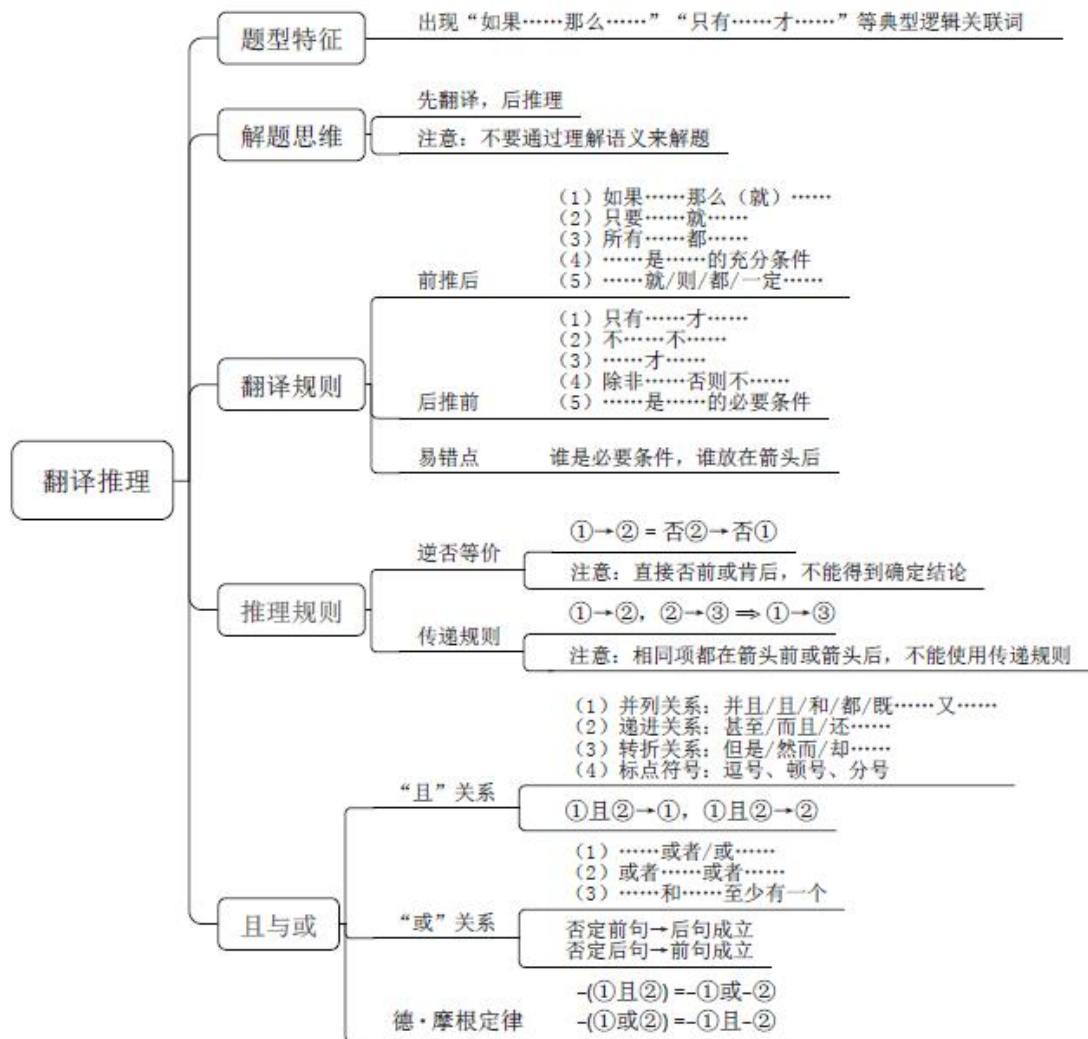 翻译推理
题型特征
出现“如果……那么……”“只有……才……”等典型逻辑关联词
解题思维
先翻译，后推理
注意：不要通过理解语义来解题
翻译规则
前推后
（1）如果……那么（就）……
（2）只要……就……
（3）所有……都……
（4）……是……的充分条件
（5）……就/则/都/一定……
后推前
（1）只有……才……
（2）不……不……
（3）……才……
（4）除非……否则不……
（5）……是……的必要条件
易错点
谁是必要条件，谁放在箭头后
推理规则
逆否等价
①→② = 否②→否①
注意：直接否前或肯后，不能得到确定结论
传递规则
①→②，②→③ ⇒ ①→③
注意：相同项都在箭头前或箭头后，不能使用传递规则
且与或
“且”关系
（1）并列关系：并且/且/和/都/既……又……
（2）递进关系：甚至/而且/还……
（3）转折关系：但是/然而/却……
（4）标点符号：逗号、顿号、分号
①且②→①，①且②→②
“或”关系
（1）……或者/或……
（2）或者……或者……
（3）……和……至少有一个
否定前句→后句成立
否定后句→前句成立
德·摩根定律
-(①且②)=-①或-②
-(①或②)=-①且-②